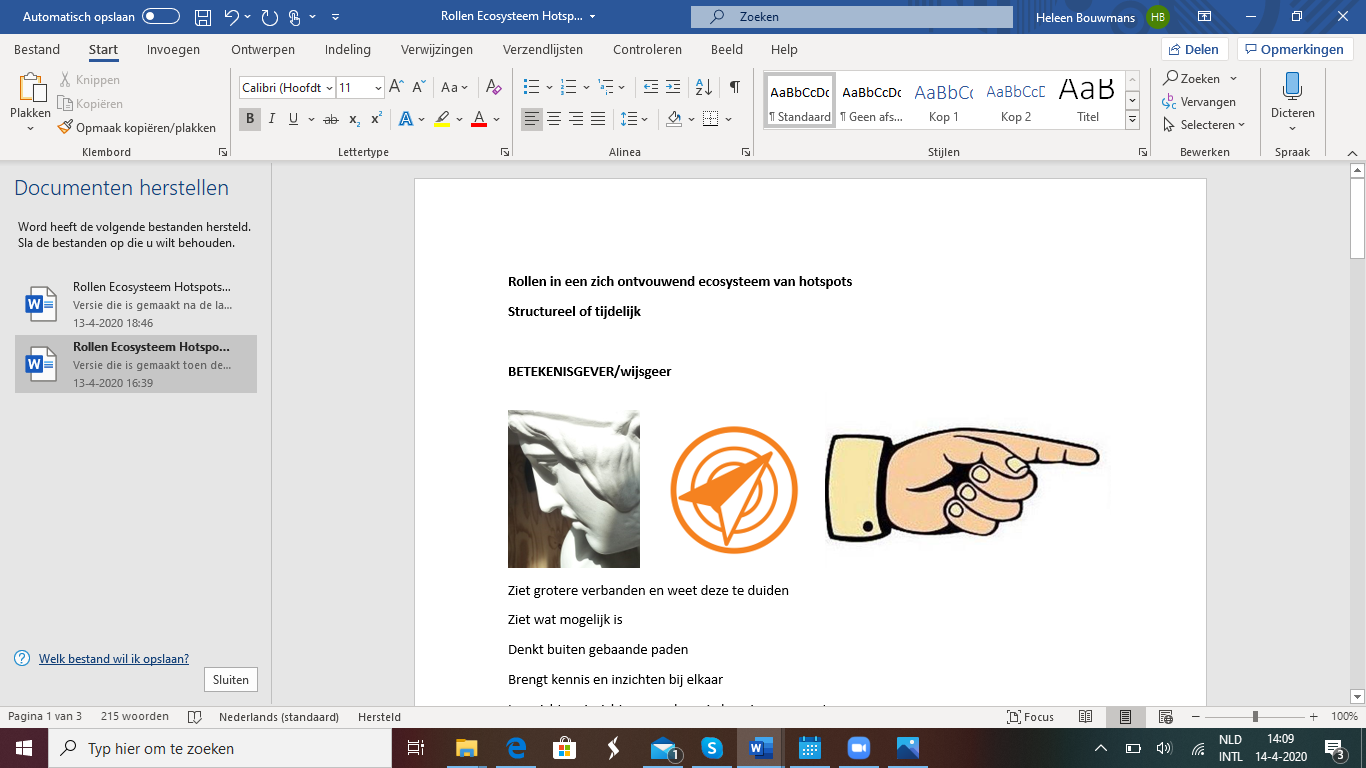 Automatisch opslaan
Rollen Ecosysteem Hotsp...
Zoeken
Heleen Bouwmans
HB
Bestand Start Invoegen Ontwerpen Indeling Verwijzingen Verzendlijsten Controleren Beeld Help
Delen
Opmerkingen
Plakken
Knippen
Kopiëren
Opmaak kopiëren/plakken
Klembord
Calibri (Hoofdt 11
Lettertype
Alinea
AaBbCcDc AaBbCcDc AaBbCc AaBbCcD AaB
¶ Standaard ¶ Geen afs... Kop 1 Kop 2 Titel
Stijlen
Zoeken
Vervangen
Selecteren
Bewerken
Dicteren
Spraak
Documenten herstellen
Word heeft de volgende bestanden hersteld.
Sla de bestanden op die u wilt behouden.
Rollen Ecosysteem Hotspots...
Versie die is gemaakt na de la...
13-4-2020 18:46
Rollen Ecosysteem Hotspo...
Versie die is gemaakt toen de...
13-4-2020 16:39
Welk bestand wil ik opslaan?
Sluiten
Rollen in een zich ontvouwend ecosysteem van hotspots
Structureel of tijdelijk
BETEKENISGEVER/wijsgeer
Ziet grotere verbanden en weet deze te duiden
Ziet wat mogelijk is
Denkt buiten gebaande paden
Brengt kennis en inzichten bij elkaar
Pagina 1 van 3 215 woorden Nederlands (standaard) Hersteld
Focus
100%
Typ hier om te zoeken
1
NLD
INTL
14:09
14-4-2020
3